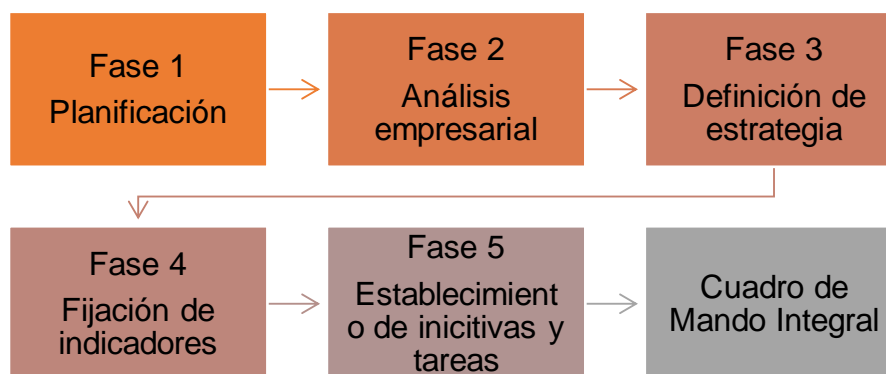 Fase 1
Planificación
Fase 2
Análisis
empresarial
Fase 3
Definición de
estrategia
Fase 4
Fijación de
indicadores
Fase 5
Establecimient
o de inicitivas y
tareas
Cuadro de
Mando Integral